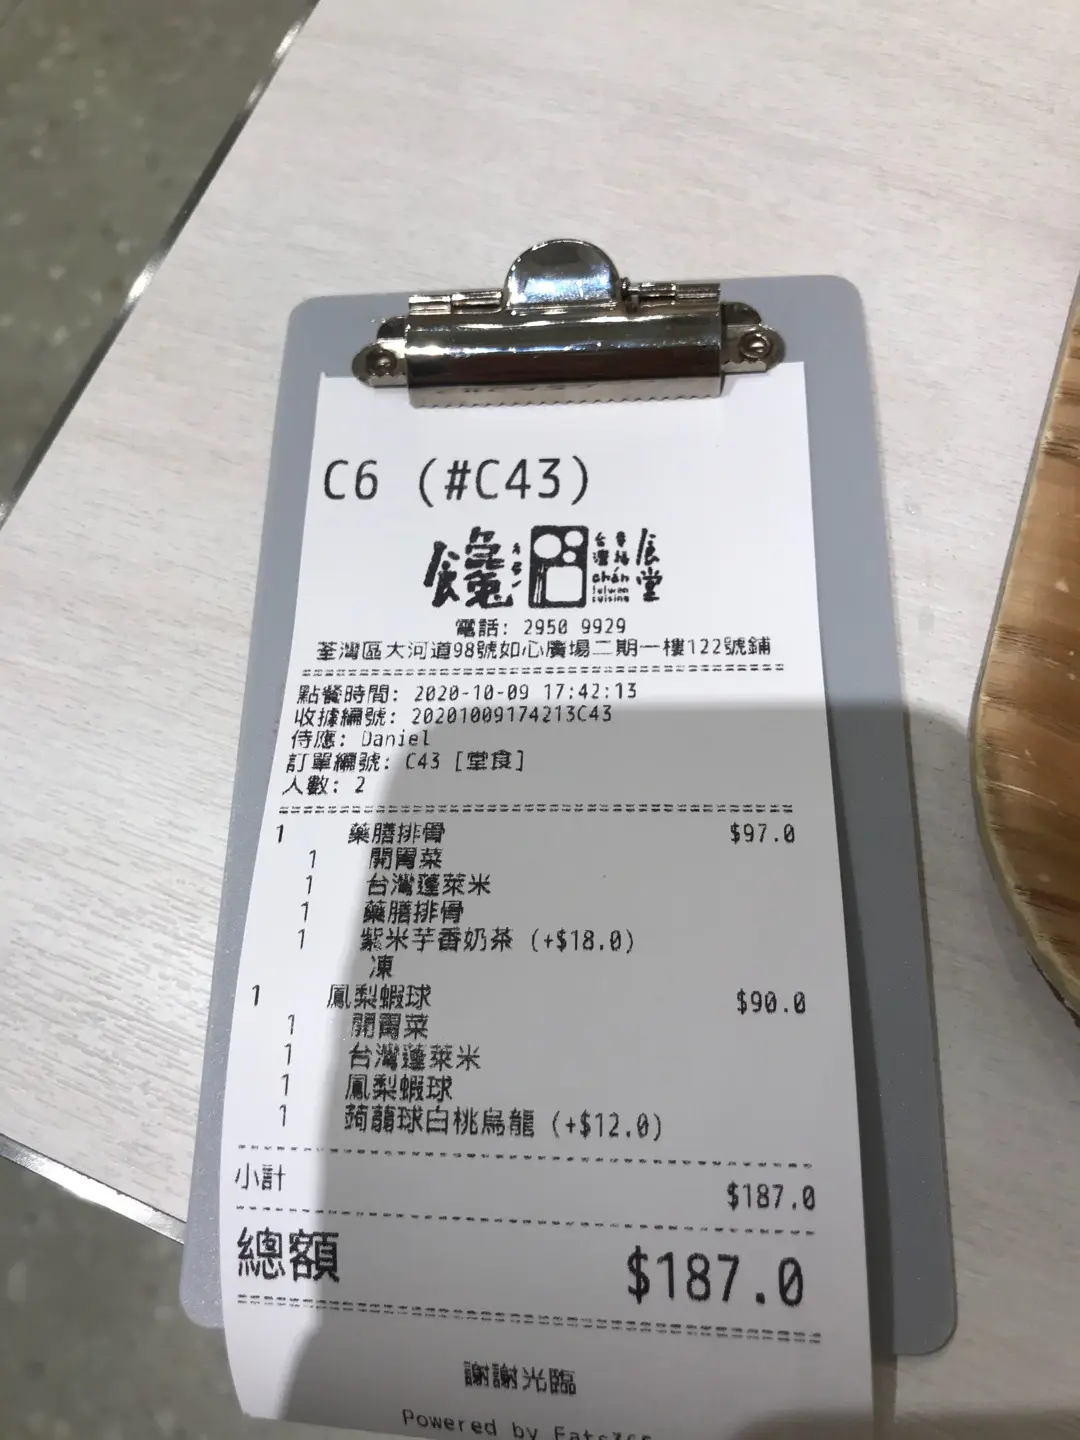 C6 (#C43)
饞 食堂
台灣
chán
taiwan
cuisine
電話: 2950 9929
荃灣區大河道98號如心廣場二期一樓122號鋪
點餐時間: 2020-10-09 17:42:13
收據編號: 20201009174213C43
侍應: Daniel
訂單編號: C43 [堂食]
人數: 2
1 藥膳排骨 $97.0
1 開胃菜
1 台灣蓬萊米
1 藥膳排骨
1 紫米芋香奶茶 (+$18.0)
凍
1 鳳梨蝦球 $90.0
1 開胃菜
1 台灣蓬萊米
1 鳳梨蝦球
1 蒟蒻球白桃烏龍 (+$12.0)
小計 $187.0
總額 $187.0
謝謝光臨
Powered by Eats365